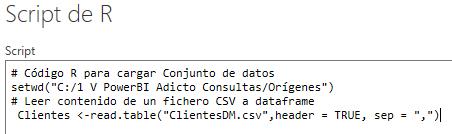 Script de R
Script
# Código R para cargar Conjunto de datos
setwd("C:/1 V PowerBI Adicto Consultas/Orígenes")
# Leer contenido de un fichero CSV a dataframe
Clientes <-read.table("ClientesDM.csv",header = TRUE, sep = ",")